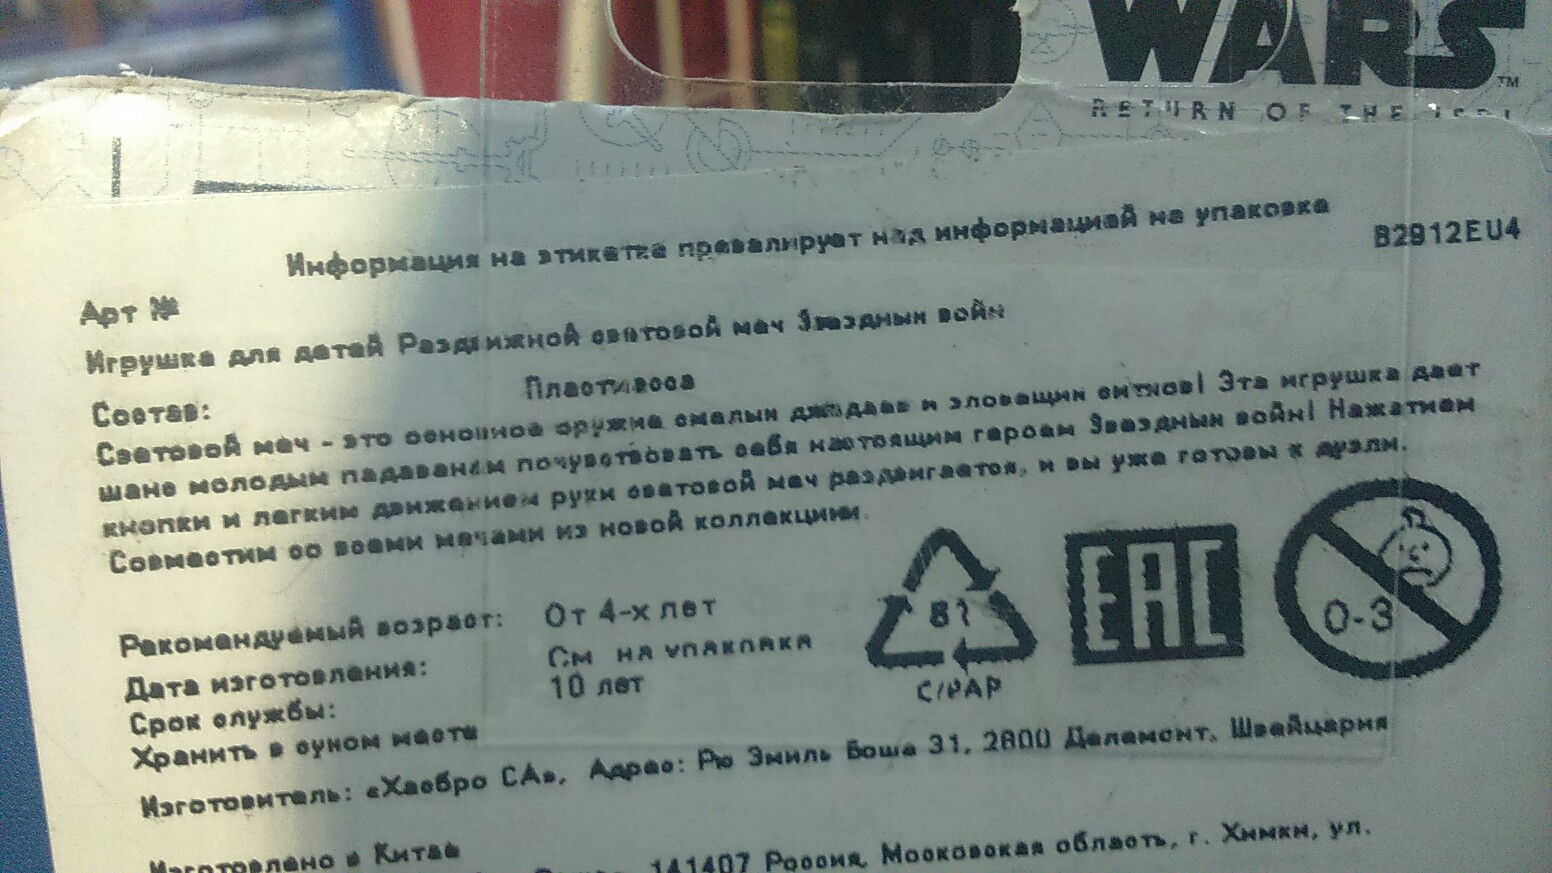 WARS™
RETURN OF THE JEDI
Информация на этикетке превалирует над информацией на упаковке
B2912EU4
Арт №
Игрушка для детей Раздвижной световой меч Звездных войн
Состав:
Пластмасса
Световой меч - это основное оружие смелых джедаев и зловещих ситхов! Эта игрушка дает
шанс молодым падаванам почувствовать себя настоящим героем Звездных войн! Нажатием
кнопки и легким движением руки световой меч раздвигается, и вы уже готовы к дуэли.
Совместим со всеми мечами из новой коллекции.
Рекомендуемый возраст: От 4-х лет
Дата изготовления: См на упаковке
Срок службы: 10 лет
Хранить в сухом месте
81
C/PAP
EAC
0-3
Изготовитель: «Хасбро СА», Адрес: Рю Эмиль Боша 31, 2800 Делемонт, Швейцария
Изготовлено в Китае
141407 Россия, Московская область, г. Химки, ул.